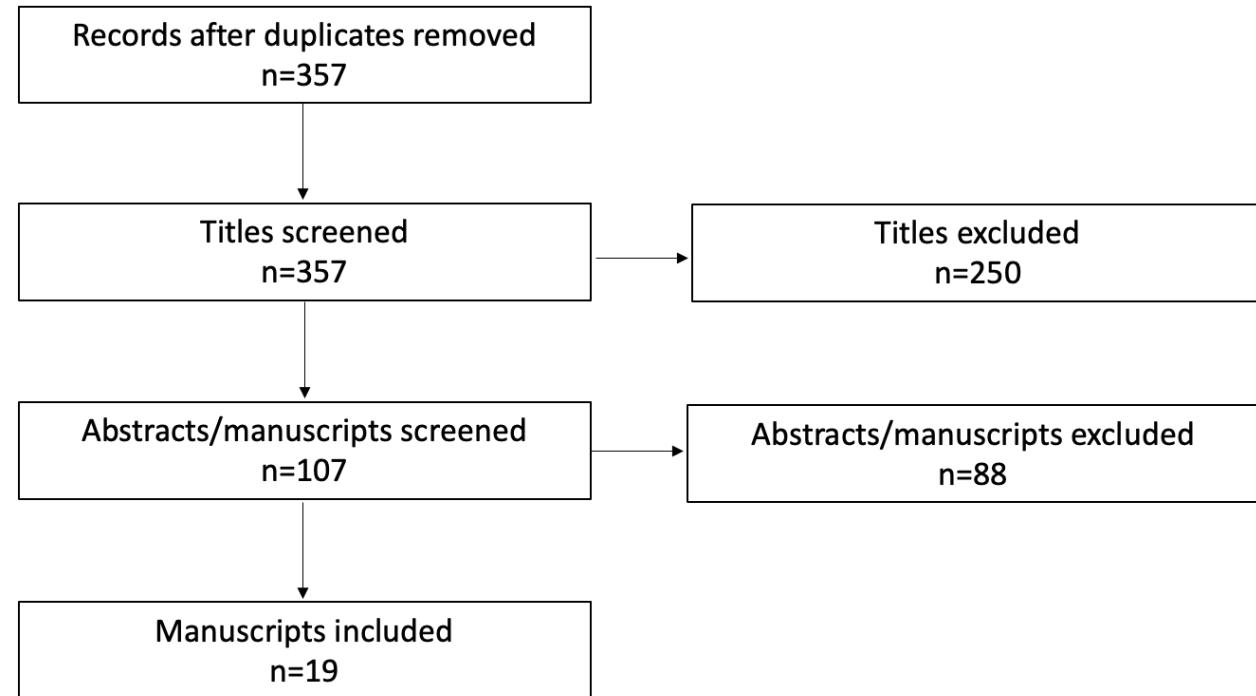 Records after duplicates removed
n=357
Titles screened
n=357
Titles excluded
n=250
Abstracts/manuscripts screened
n=107
Abstracts/manuscripts excluded
n=88
Manuscripts included
n=19